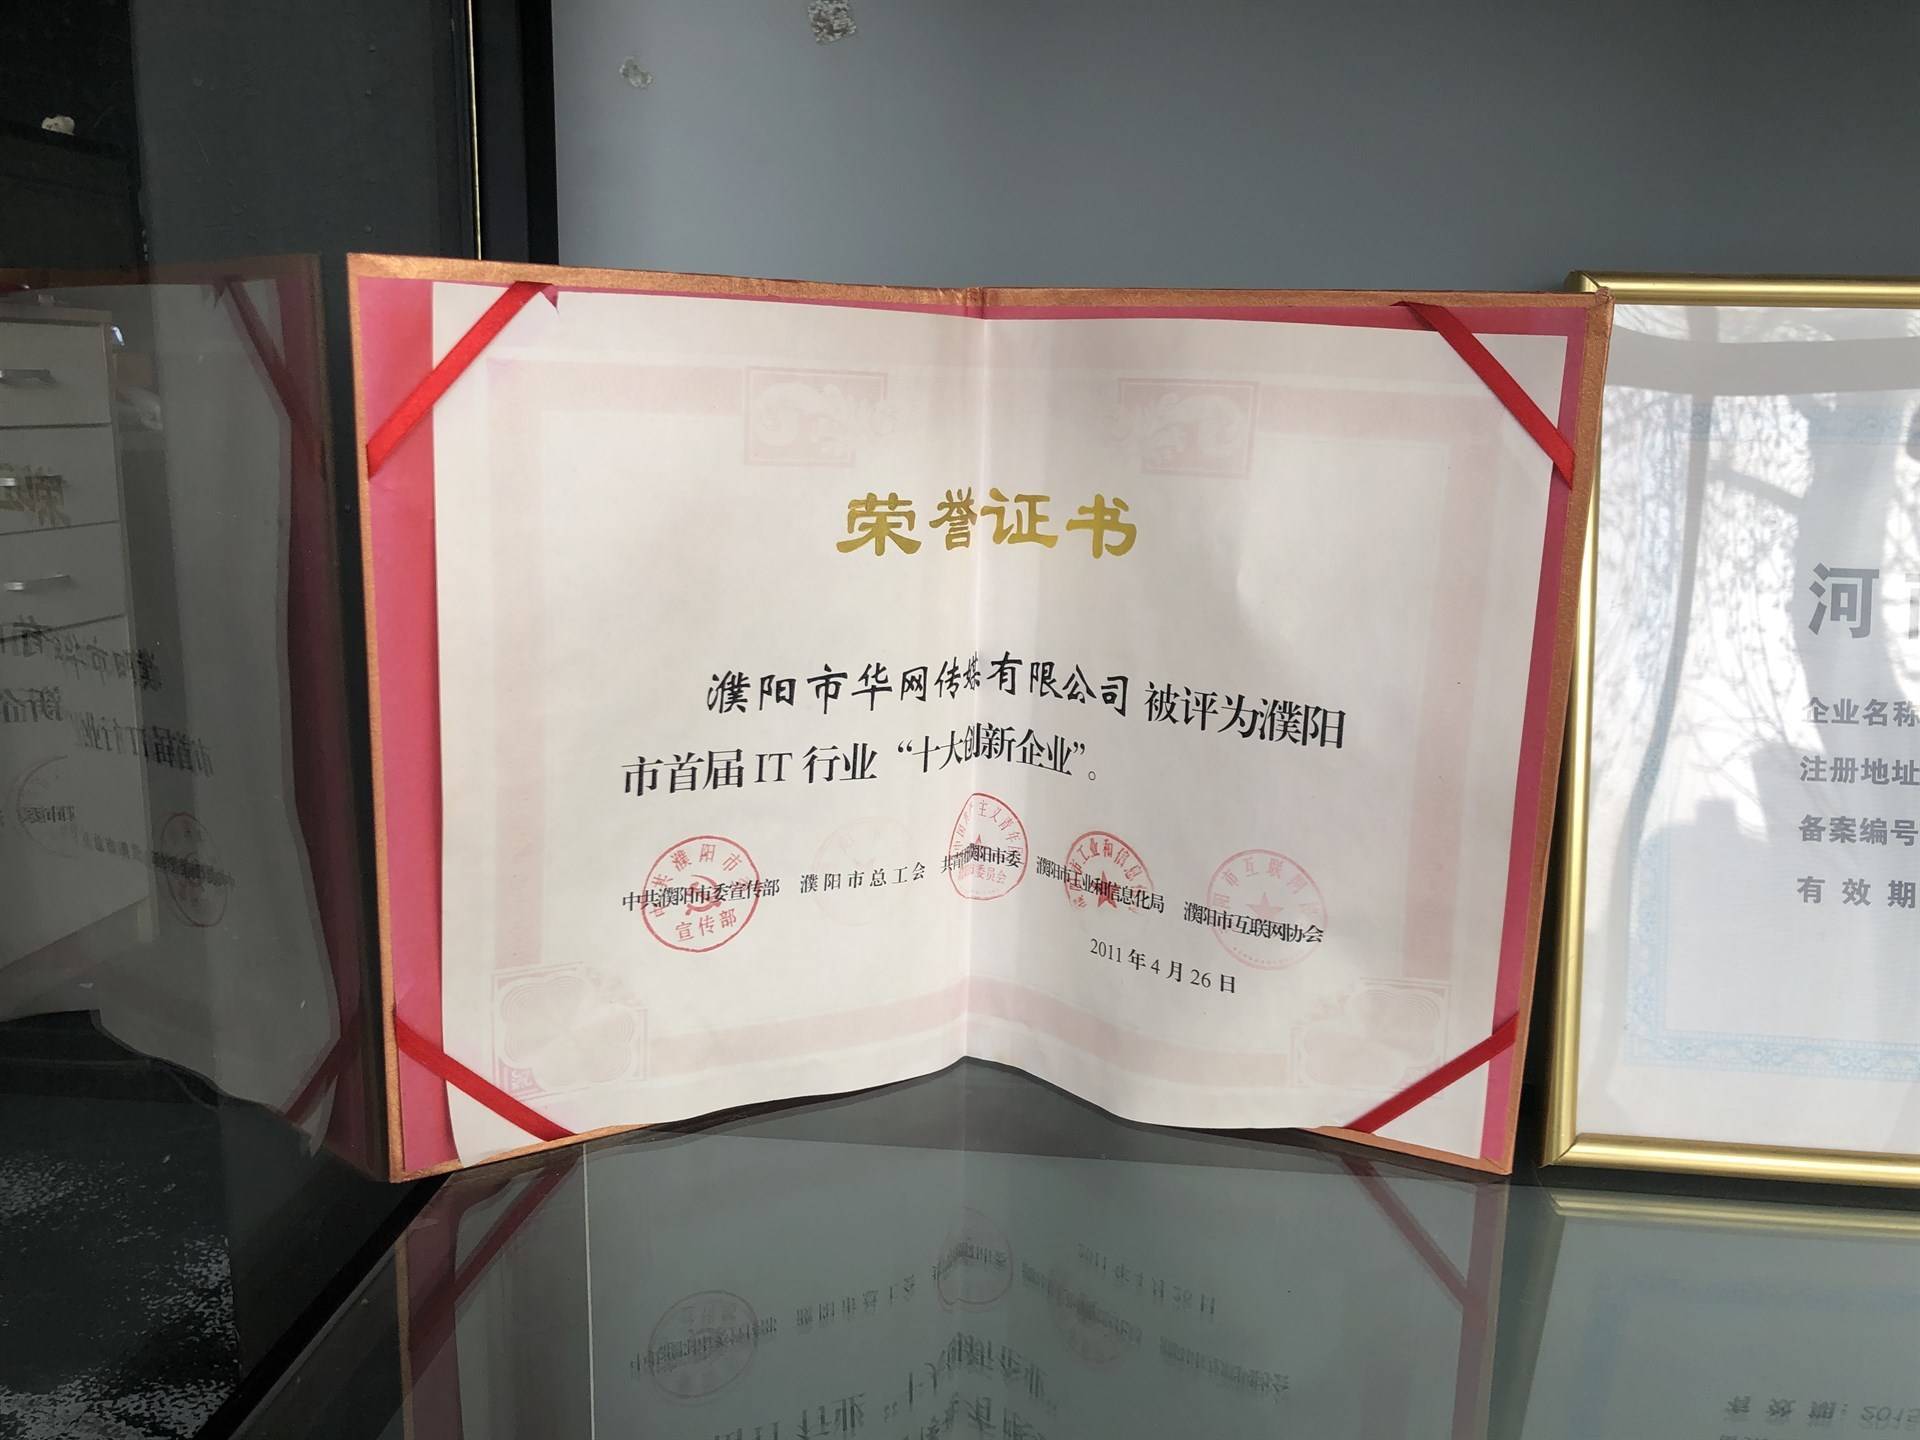 荣誉证书
濮阳市华网传媒有限公司被评为濮阳
市首届IT行业“十大创新企业”。
中共濮阳市委宣传部 濮阳市总工会 共青团濮阳市委 濮阳市工业和信息化局 濮阳市互联网协会
2011年4月26日
宣传部
河
企业名称
注册地址
备案编号
有效期